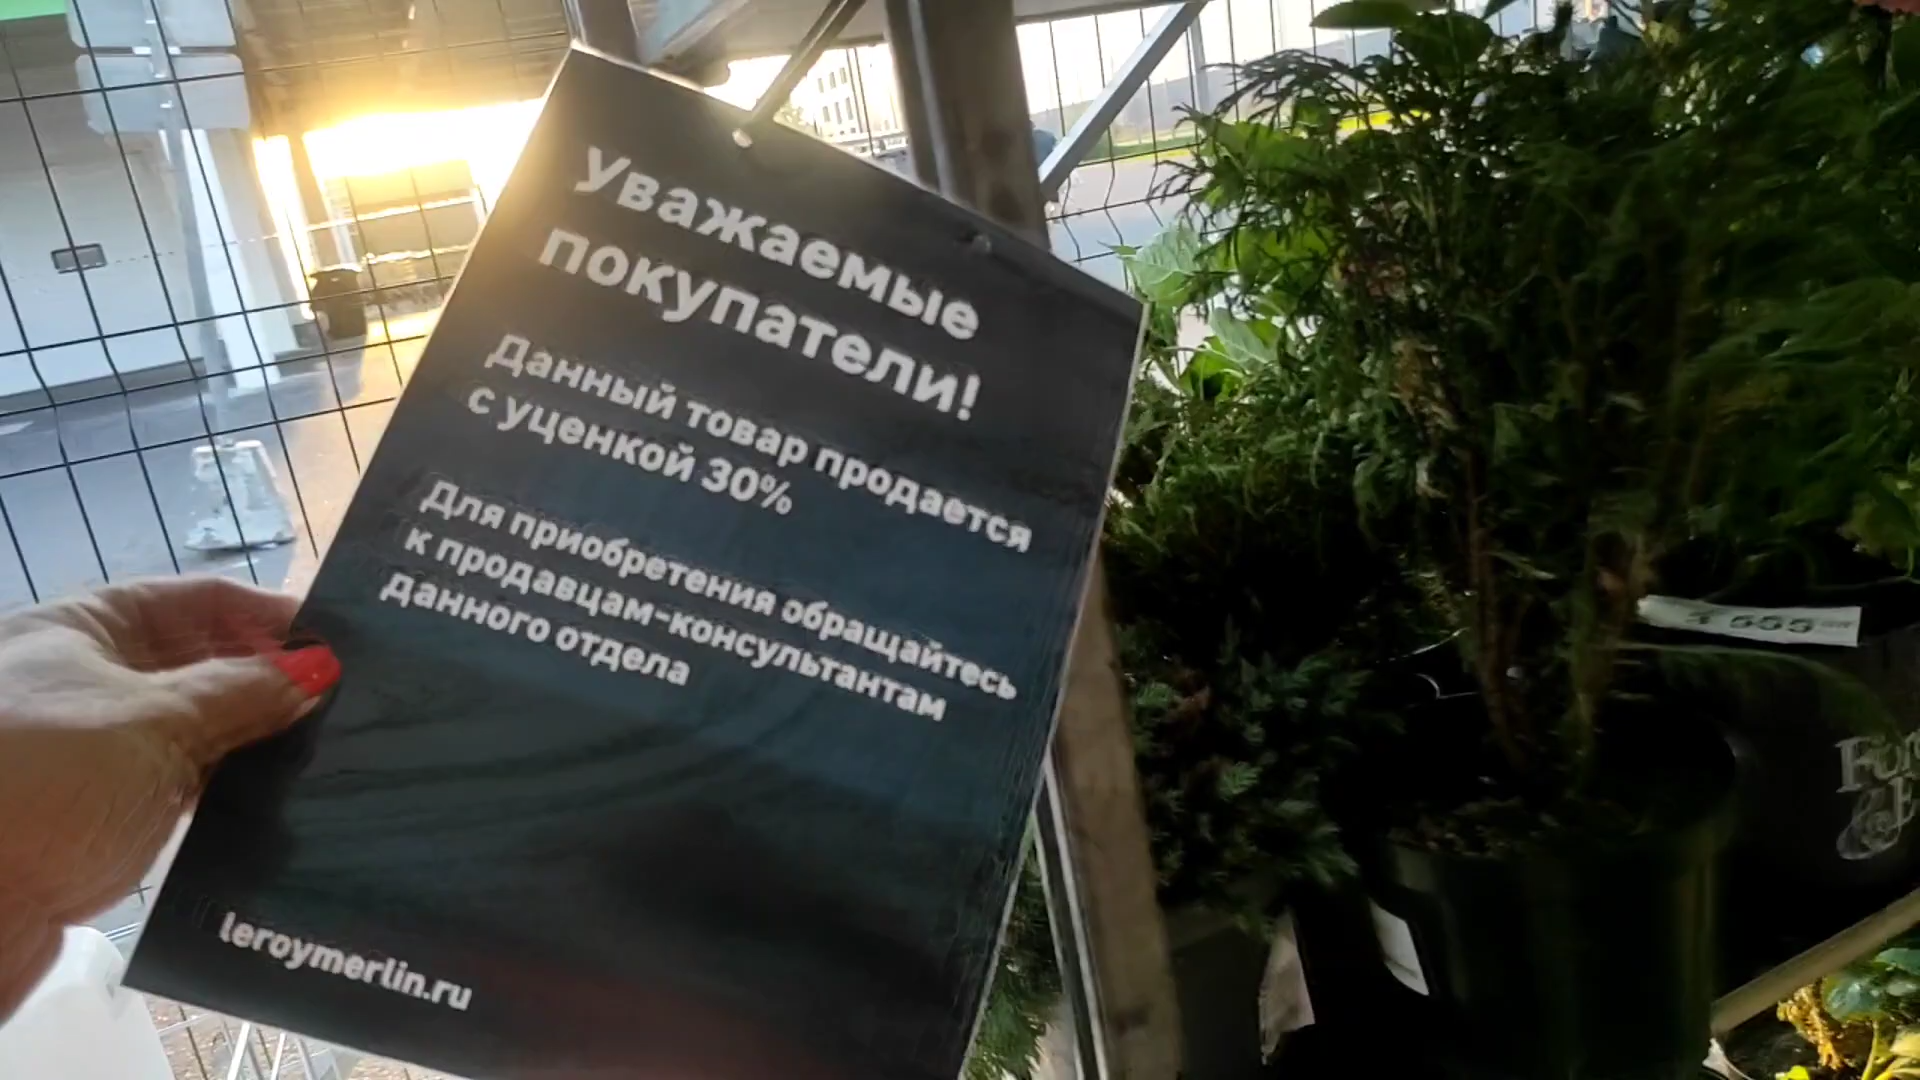 Уважаемые
покупатели!
Данный товар продается
с уценкой 30%
Для приобретения обращайтесь
к продавцам-консультантам
данного отдела
leroymerlin.ru